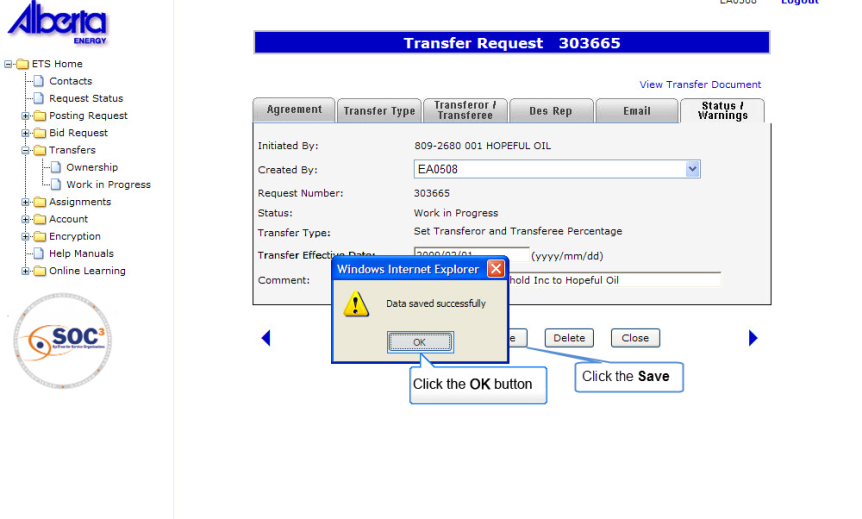 EA0508 Logout
Alberta
ENERGY
Transfer Request 303665
ETS Home
Contacts
Request Status
Posting Request
Bid Request
Transfers
Ownership
Work in Progress
Assignments
Account
Encryption
Help Manuals
Online Learning
SOC3
View Transfer Document
Agreement
Transfer Type
Transferor /
Transferee
Des Rep
Email
Status /
Warnings
Initiated By: 809-2680 001 HOPEFUL OIL
Created By: EA0508
Request Number: 303665
Status: Work in Progress
Transfer Type: Set Transferor and Transferee Percentage
Transfer Effective Date: (yyyy/mm/dd)
Comment: hold Inc to Hopeful Oil
Windows Internet Explorer
Data saved successfully
OK
e Delete Close
Click the OK button
Click the Save